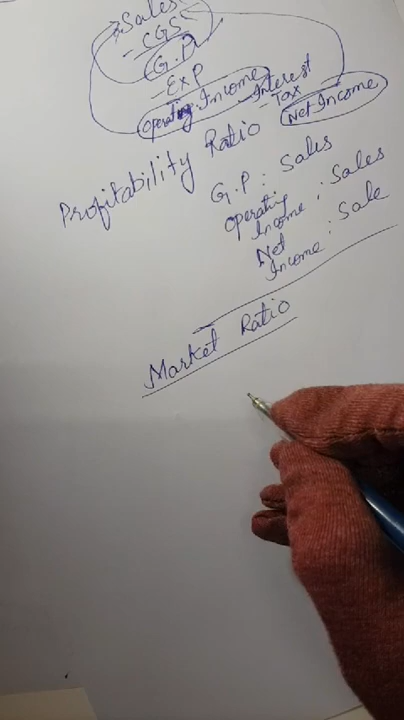 Sales
- CGS
G.P
- EXP
Operating Income - Interest
Tax
Net Income
Profitability Ratio
G.P : Sales
Operating Income : Sales
Net Income : Sale
Market Ratio